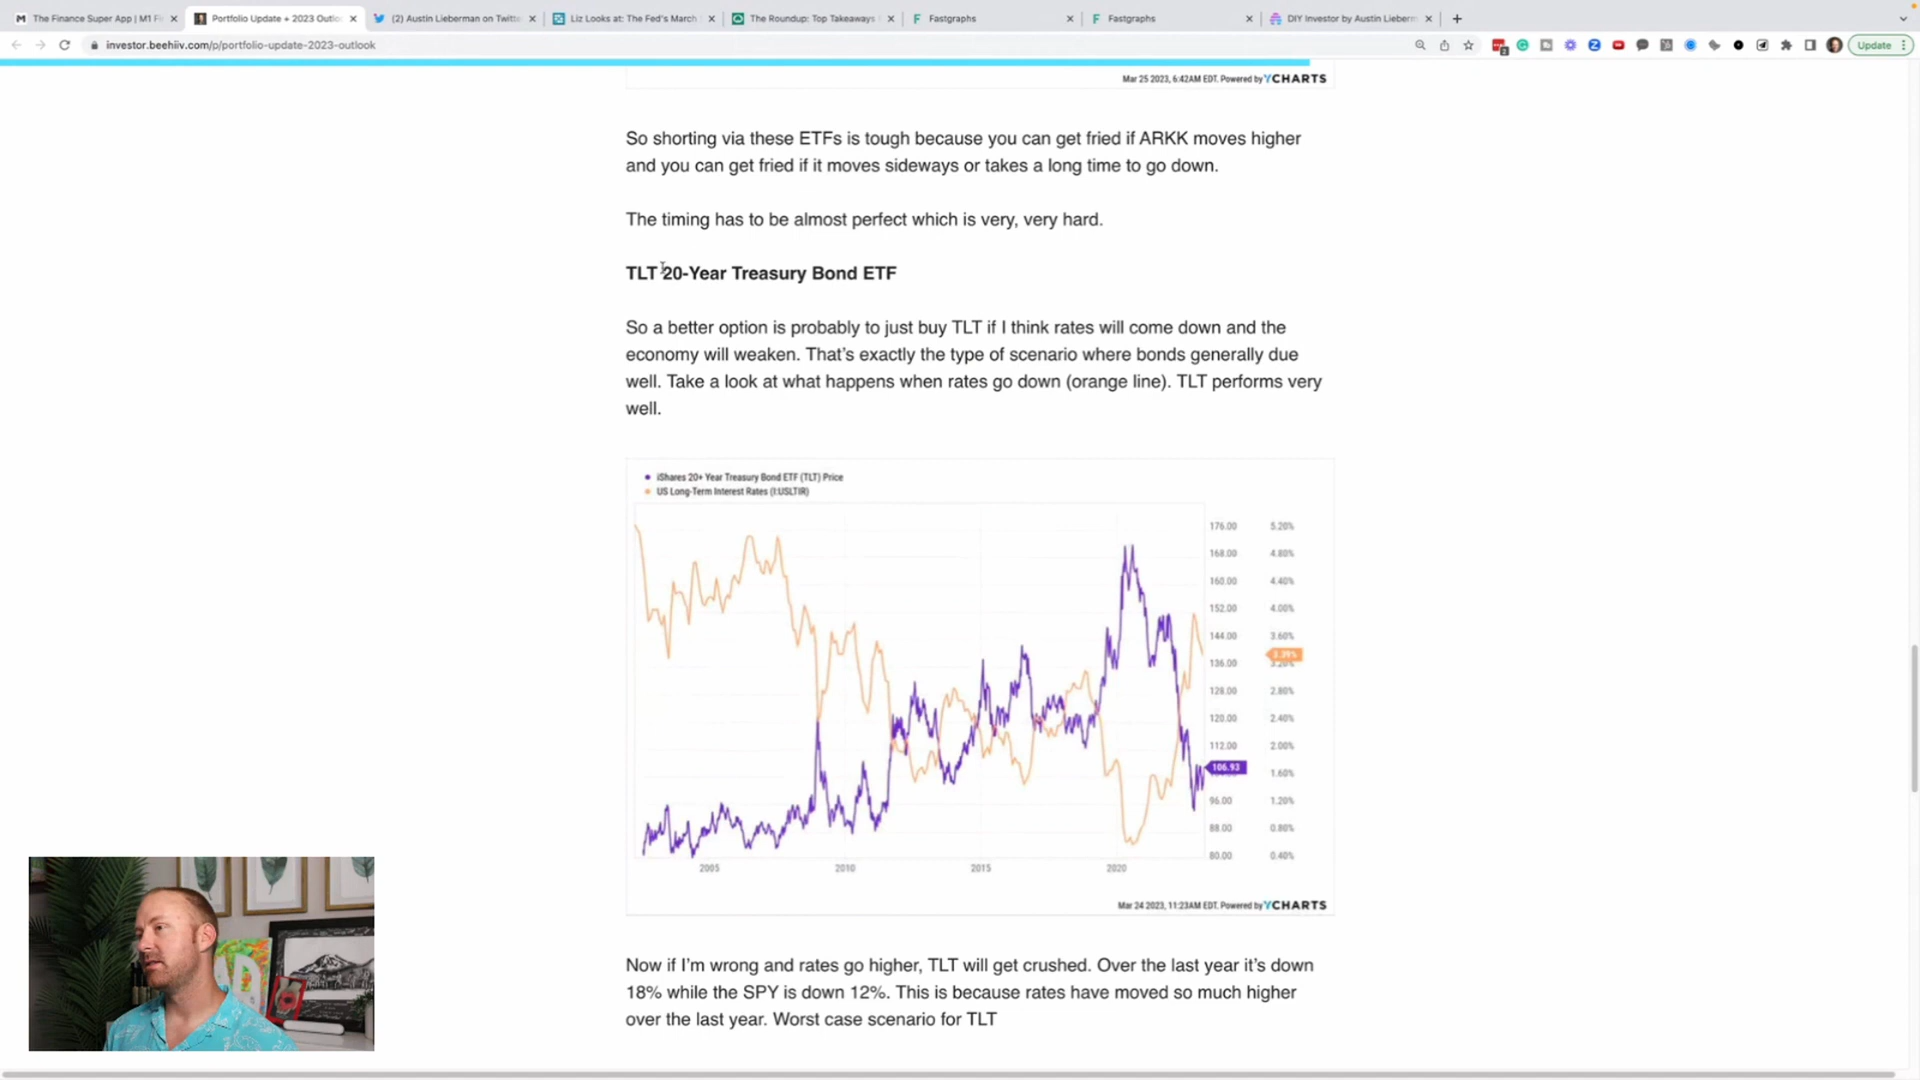 The Finance Super App | M1 Fi
Portfolio Update + 2023 Outlo
(2) Austin Lieberman on Twitte
Liz Looks at: The Fed's March
The Roundup: Top Takeaways
Fastgraphs
Fastgraphs
DIY Investor by Austin Lieberm
investor.beehiiv.com/p/portfolio-update-2023-outlook
Update
Mar 25 2023, 6:42AM EDT. Powered by YCHARTS
So shorting via these ETFs is tough because you can get fried if ARKK moves higher
and you can get fried if it moves sideways or takes a long time to go down.
The timing has to be almost perfect which is very, very hard.
TLT 20-Year Treasury Bond ETF
So a better option is probably to just buy TLT if I think rates will come down and the
economy will weaken. That's exactly the type of scenario where bonds generally due
well. Take a look at what happens when rates go down (orange line). TLT performs very
well.
iShares 20+ Year Treasury Bond ETF (TLT) Price
US Long-Term Interest Rates (I:USLTIR)
176.00 5.20%
168.00 4.80%
160.00 4.40%
152.00 4.00%
144.00 3.60%
3.39%
136.00 3.20%
128.00 2.80%
120.00 2.40%
112.00 2.00%
106.93
1.60%
96.00 1.20%
88.00 0.80%
80.00 0.40%
2005 2010 2015 2020
Mar 24 2023, 11:23AM EDT. Powered by YCHARTS
Now if I'm wrong and rates go higher, TLT will get crushed. Over the last year it's down
18% while the SPY is down 12%. This is because rates have moved so much higher
over the last year. Worst case scenario for TLT